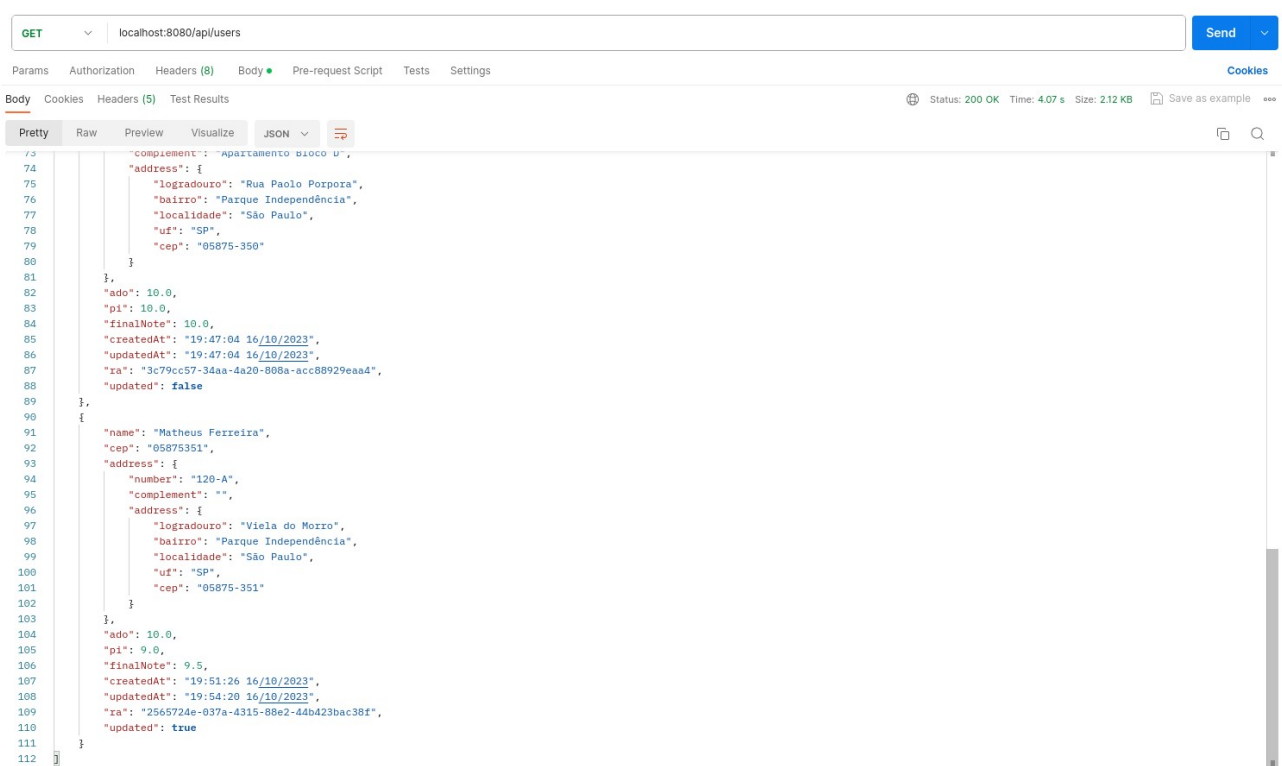 GET localhost:8080/api/users Send
Params Authorization Headers (8) Body Pre-request Script Tests Settings Cookies
Body Cookies Headers (5) Test Results Status: 200 OK Time: 4.07 s Size: 2.12 KB Save as example
Pretty Raw Preview Visualize JSON
73 "complement": "Apartamento Bloco D",
74 "address": {
75 "logradouro": "Rua Paolo Porpora",
76 "bairro": "Parque Independência",
77 "localidade": "São Paulo",
78 "uf": "SP",
79 "cep": "05875-350"
80 }
81 },
82 "ado": 10.0,
83 "pi": 10.0,
84 "finalNote": 10.0,
85 "createdAt": "19:47:04 16/10/2023",
86 "updatedAt": "19:47:04 16/10/2023",
87 "ra": "3c79cc57-34aa-4a20-808a-acc88929eaa4",
88 "updated": false
89 },
90 {
91 "name": "Matheus Ferreira",
92 "cep": "05875351",
93 "address": {
94 "number": "120-A",
95 "complement": "",
96 "address": {
97 "logradouro": "Viela do Morro",
98 "bairro": "Parque Independência",
99 "localidade": "São Paulo",
100 "uf": "SP",
101 "cep": "05875-351"
102 }
103 },
104 "ado": 10.0,
105 "pi": 9.0,
106 "finalNote": 9.5,
107 "createdAt": "19:51:26 16/10/2023",
108 "updatedAt": "19:54:20 16/10/2023",
109 "ra": "2565724e-037a-4315-88e2-44b423bac38f",
110 "updated": true
111 }
112 ]